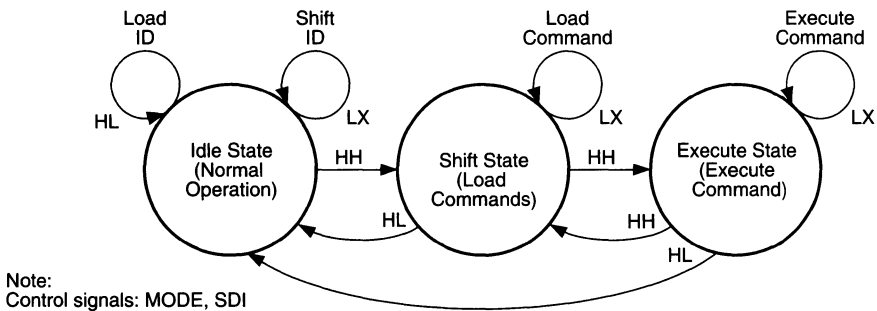 Load
ID
Shift
ID
Load
Command
Execute
Command
HL
LX
LX
LX
Idle State
(Normal
Operation)
HH
Shift State
(Load
Commands)
HH
Execute State
(Execute
Command)
HL
HH
HL
Note:
Control signals: MODE, SDI